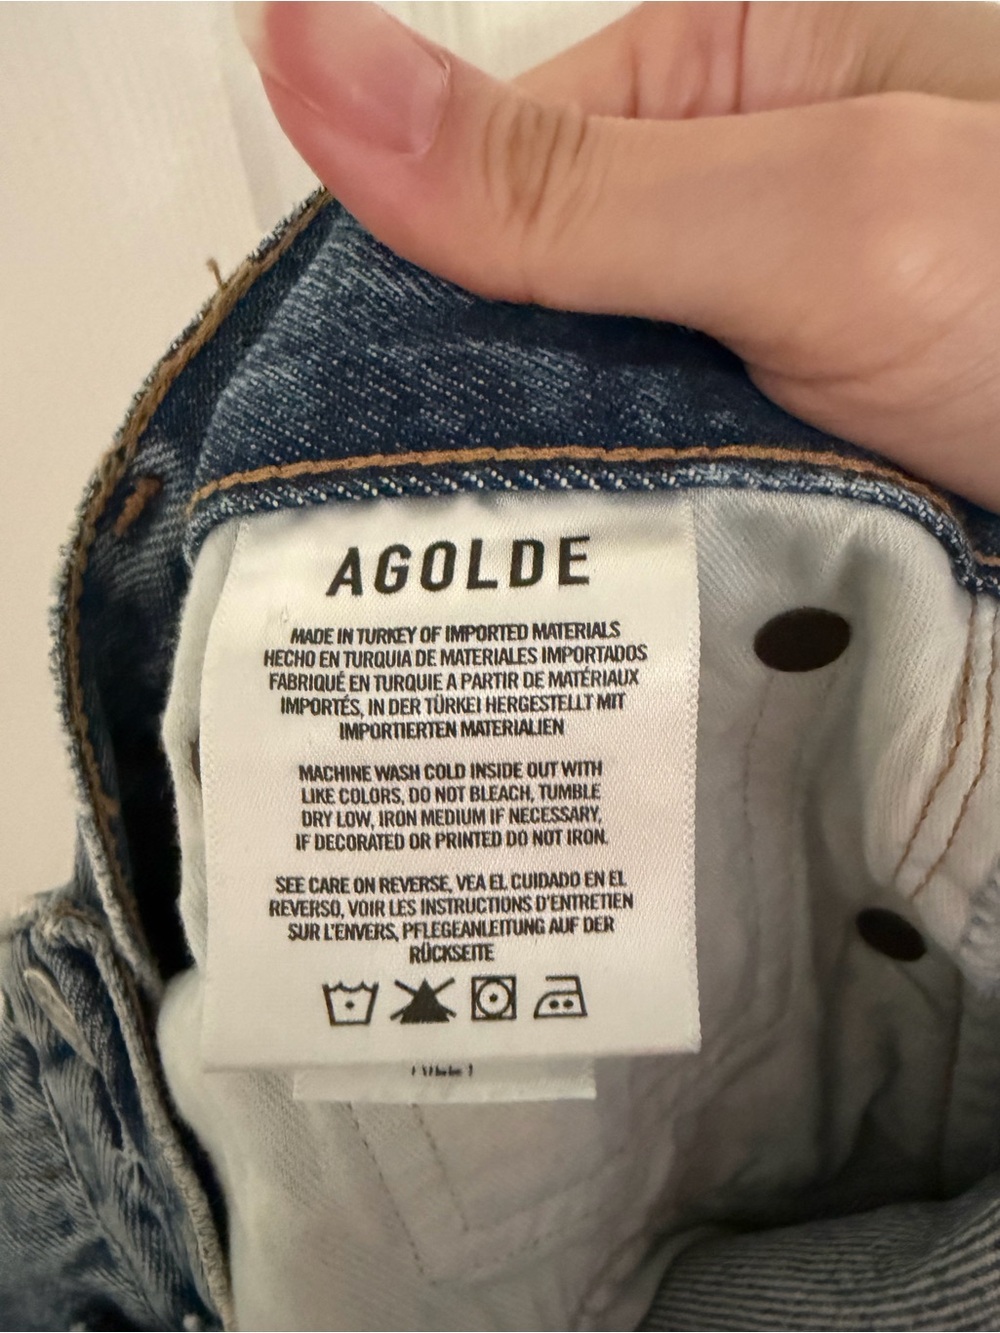 AGOLDE
MADE IN TURKEY OF IMPORTED MATERIALS
HECHO EN TURQUIA DE MATERIALES IMPORTADOS
FABRIQUÉ EN TURQUIE A PARTIR DE MATÉRIAUX
IMPORTÉS, IN DER TÜRKEI HERGESTELLT MIT
IMPORTIERTEN MATERIALIEN
MACHINE WASH COLD INSIDE OUT WITH
LIKE COLORS, DO NOT BLEACH, TUMBLE
DRY LOW, IRON MEDIUM IF NECESSARY,
IF DECORATED OR PRINTED DO NOT IRON.
SEE CARE ON REVERSE, VEA EL CUIDADO EN EL
REVERSO, VOIR LES INSTRUCTIONS D'ENTRETIEN
SUR L'ENVERS, PFLEGEANLEITUNG AUF DER
RÜCKSEITE